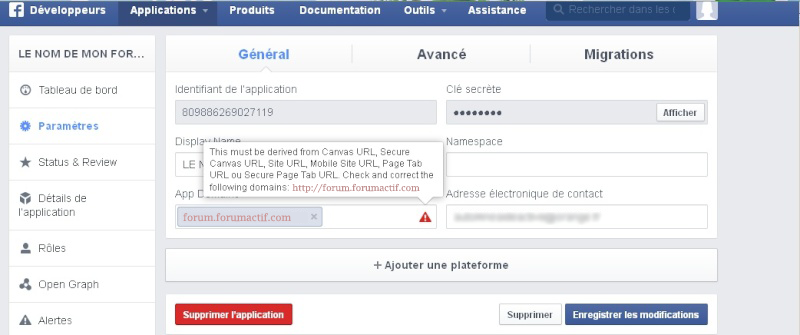 Développeurs
Applications
Produits
Documentation
Outils
Assistance
Rechercher dans les
LE NOM DE MON FOR...
Tableau de bord
Paramètres
Status & Review
Détails de
l'application
Rôles
Open Graph
Alertes
Général
Avancé
Migrations
Identifiant de l'application
809886269027119
Clé secrète
Afficher
Display Name
LE N
Namespace
This must be derived from Canvas URL, Secure
Canvas URL, Site URL, Mobile Site URL, Page Tab
URL ou Secure Page Tab URL. Check and correct the
following domains: http://forum.forumactif.com
App Domains
forum.forumactif.com ×
Adresse électronique de contact
+ Ajouter une plateforme
Supprimer l'application
Supprimer
Enregistrer les modifications